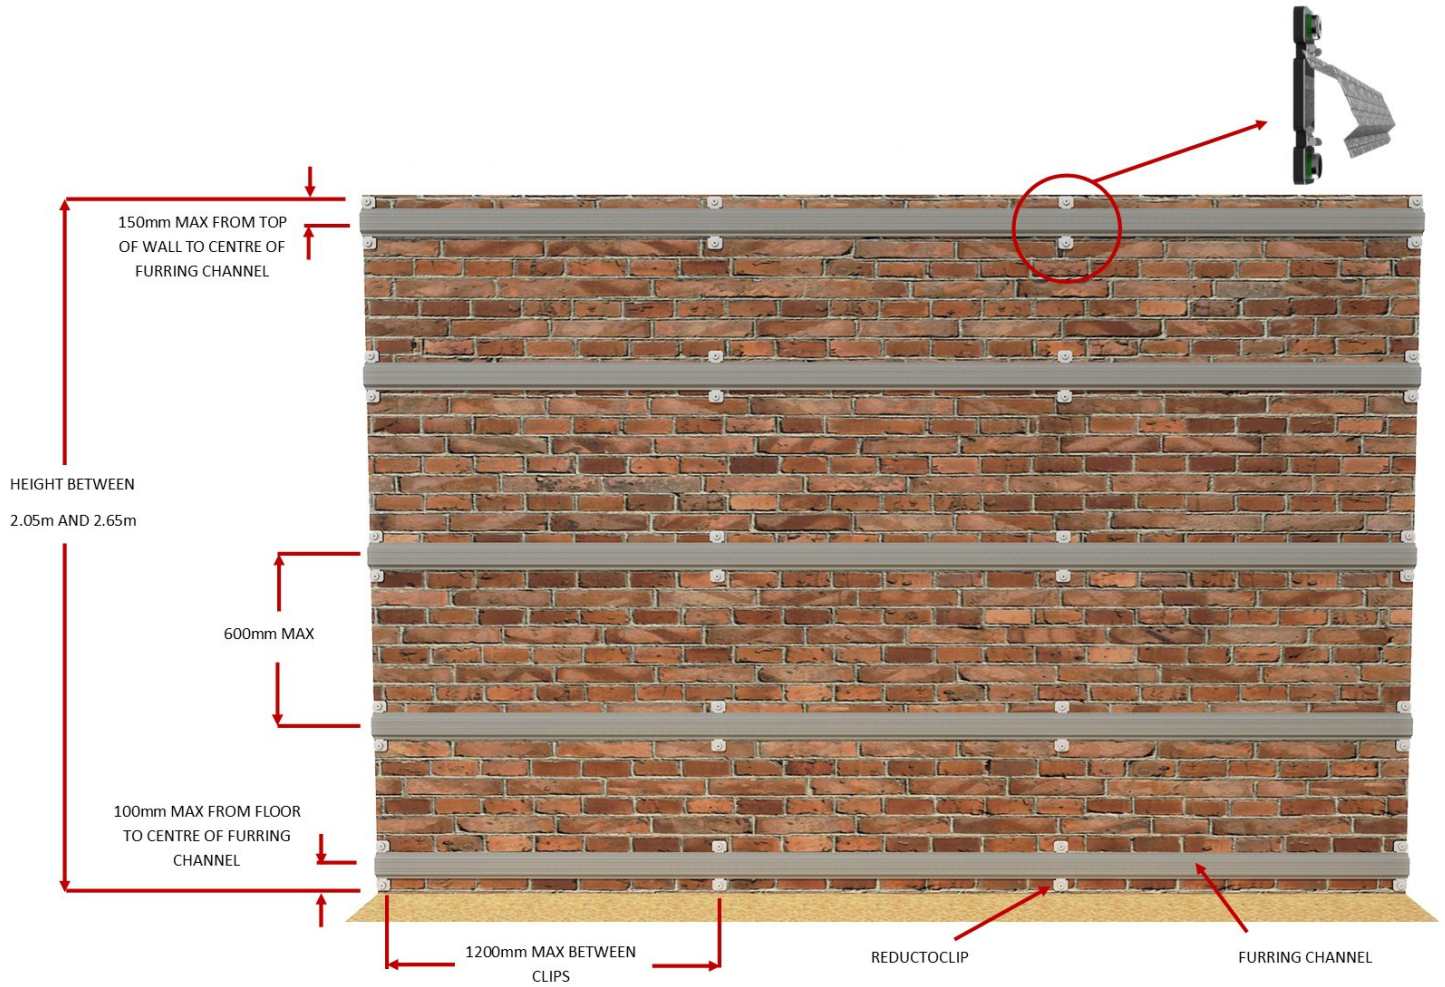 150mm MAX FROM TOP
OF WALL TO CENTRE OF
FURRING CHANNEL
HEIGHT BETWEEN
2.05m AND 2.65m
600mm MAX
100mm MAX FROM FLOOR
TO CENTRE OF FURRING
CHANNEL
1200mm MAX BETWEEN
CLIPS
REDUCTOCLIP
FURRING CHANNEL